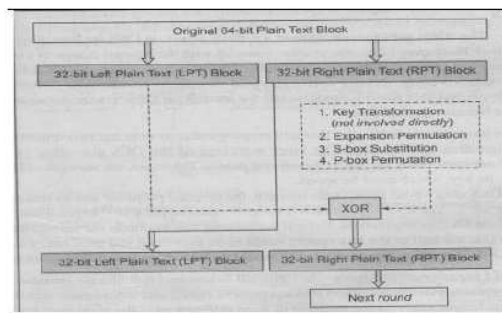 Original 64-bit Plain Text Block
32-bit Left Plain Text (LPT) Block
32-bit Right Plain Text (RPT) Block
1. Key Transformation
(not involved directly)
2. Expansion Permutation
3. S-box Substitution
4. P-box Permutation
XOR
32-bit Left Plain Text (LPT) Block
32-bit Right Plain Text (RPT) Block
Next round